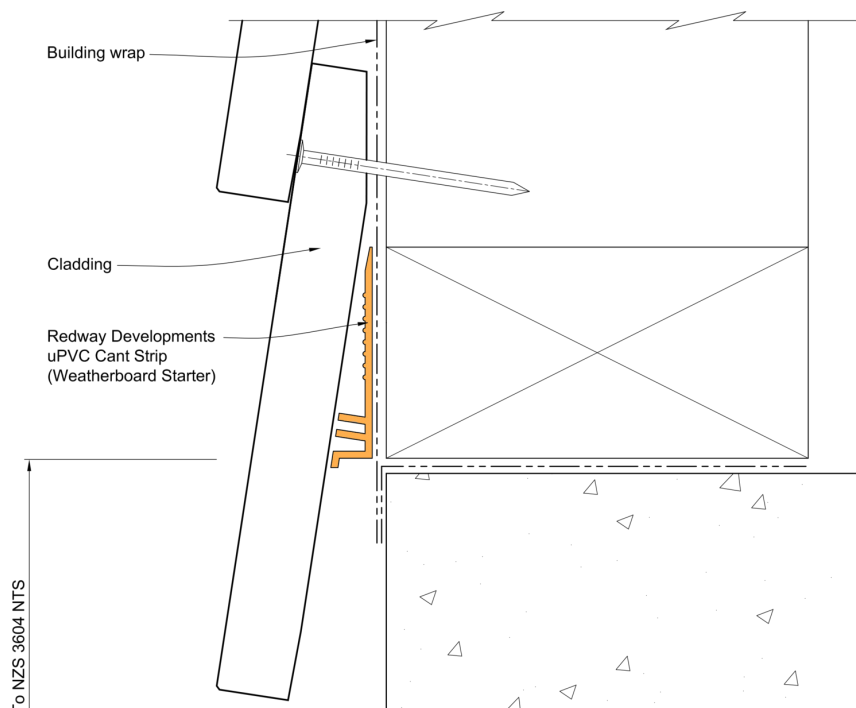 Building wrap
Cladding
Redway Developments
uPVC Cant Strip
(Weatherboard Starter)
To NZS 3604 NTS